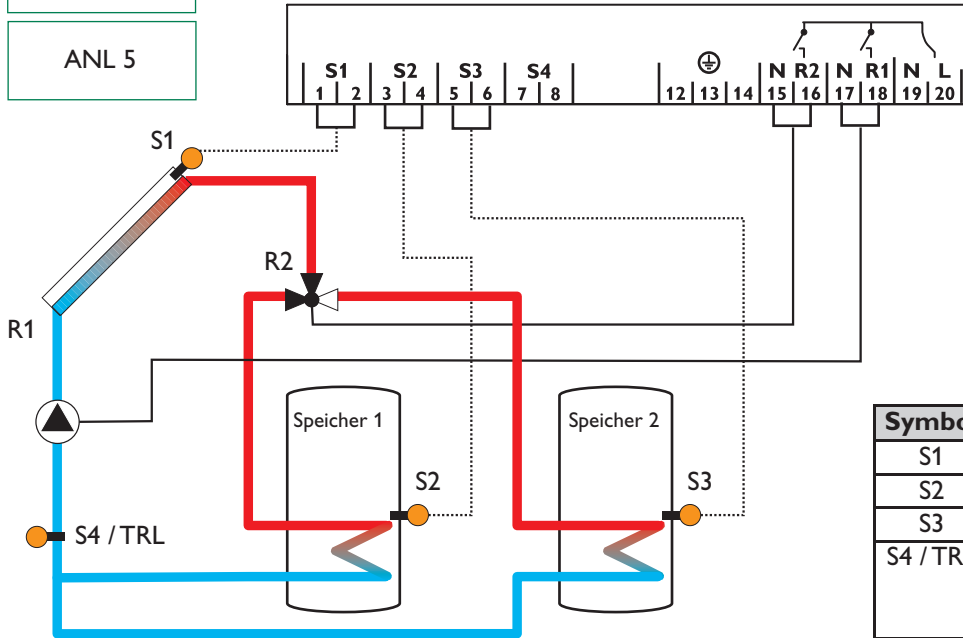 ANL 5
S1 S2 S3 S4 N R2 N R1 N L
1 2 3 4 5 6 7 8 12 13 14 15 16 17 18 19 20
S1
R2
R1
Speicher 1
Speicher 2
S2
S3
S4 / TRL
Symbo
S1
S2
S3
S4 / TR